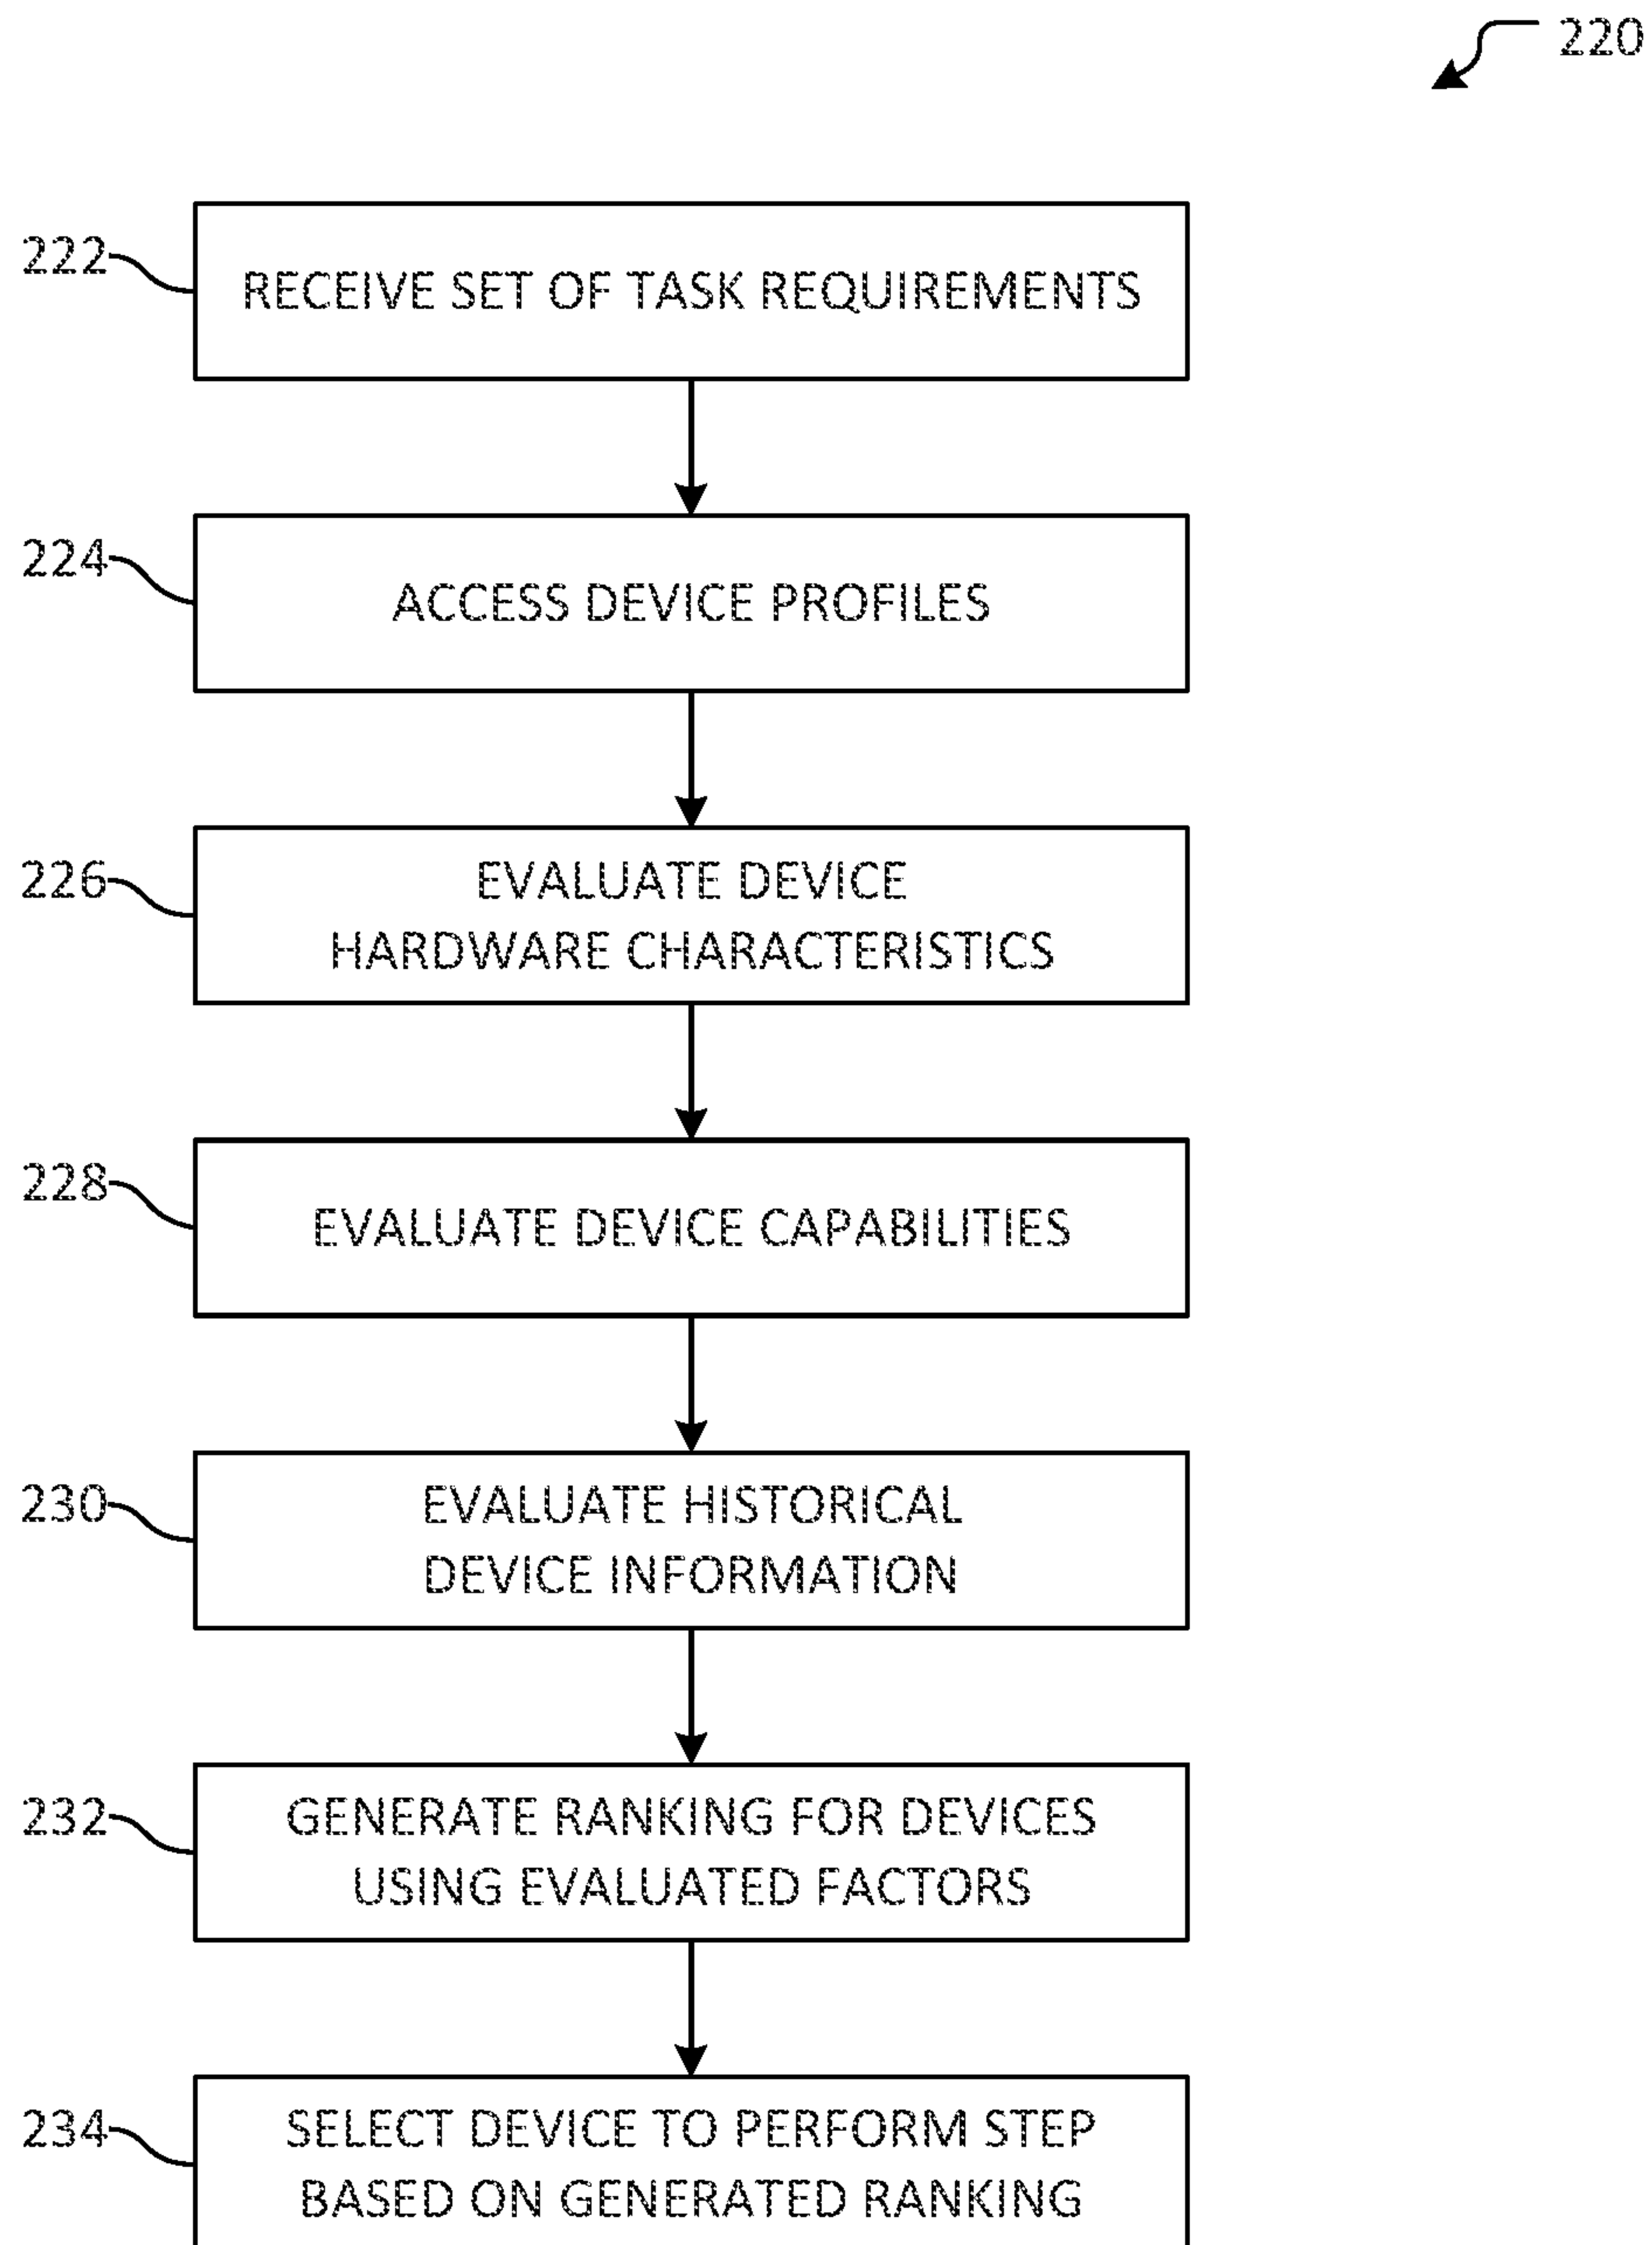 220
222
RECEIVE SET OF TASK REQUIREMENTS
224
ACCESS DEVICE PROFILES
226
EVALUATE DEVICE
HARDWARE CHARACTERISTICS
228
EVALUATE DEVICE CAPABILITIES
230
EVALUATE HISTORICAL
DEVICE INFORMATION
232
GENERATE RANKING FOR DEVICES
USING EVALUATED FACTORS
234
SELECT DEVICE TO PERFORM STEP
BASED ON GENERATED RANKING